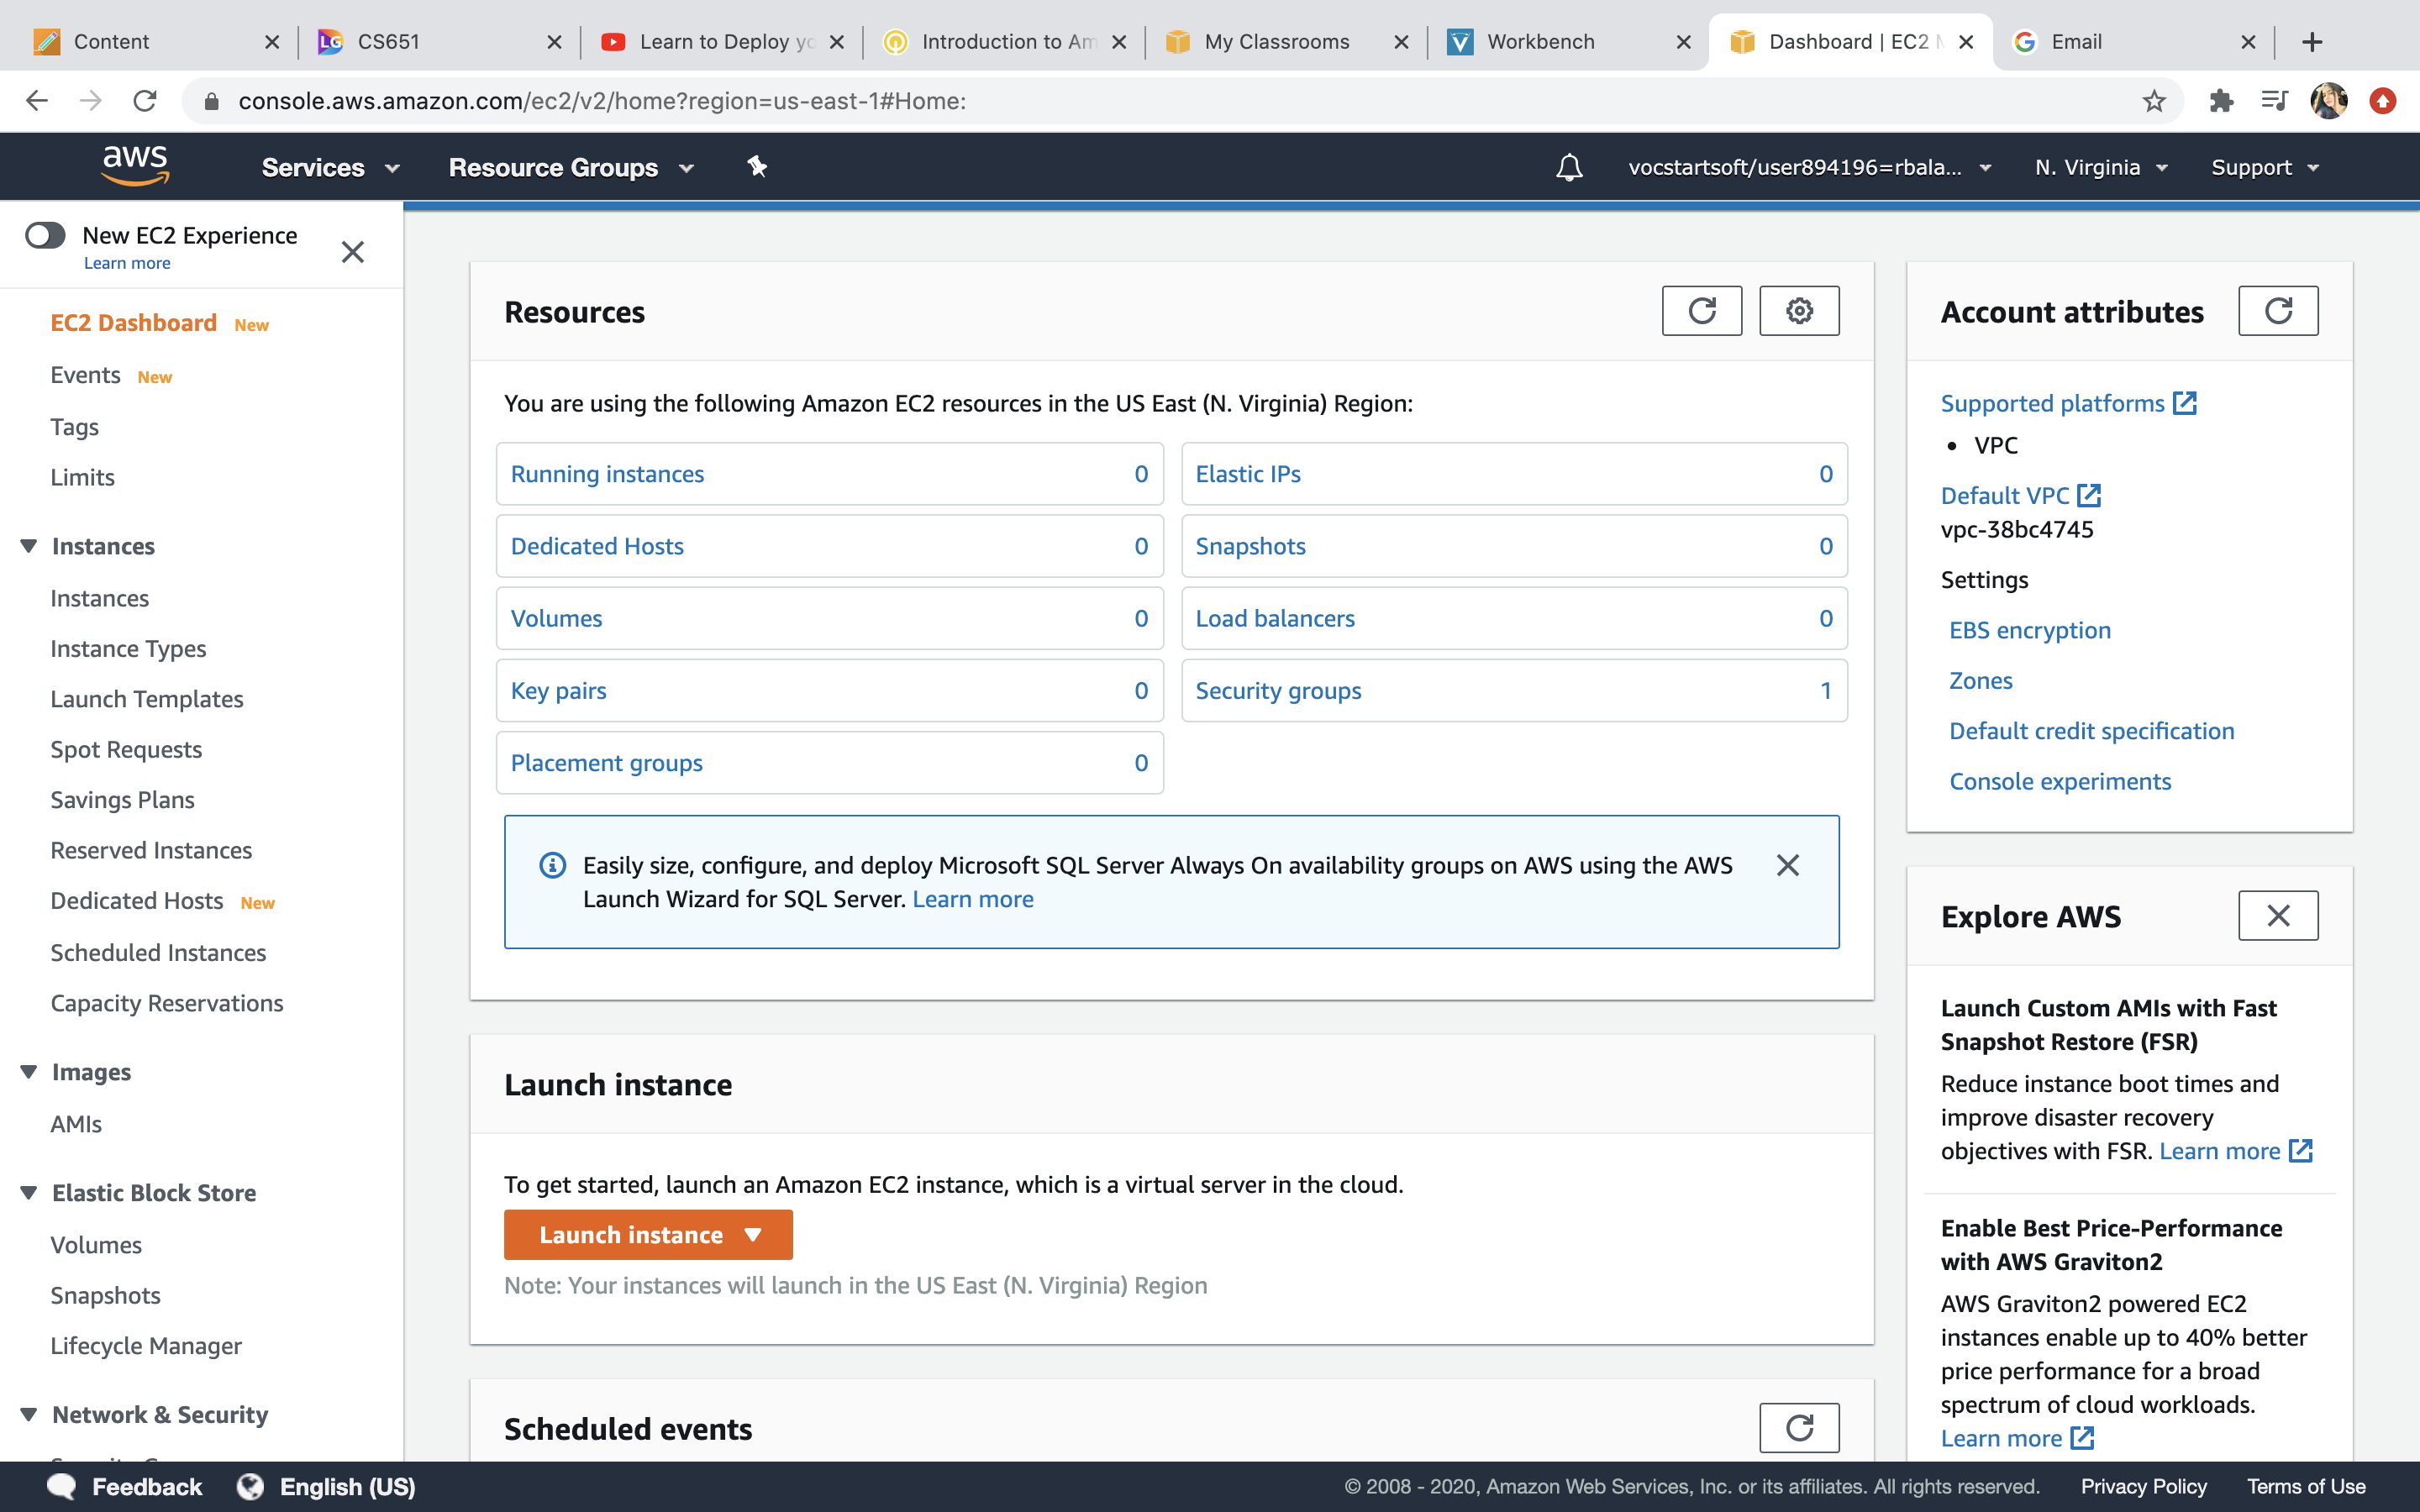 Content
CS651
Learn to Deploy yo
Introduction to Am
My Classrooms
Workbench
Dashboard | EC2 M
Email
console.aws.amazon.com/ec2/v2/home?region=us-east-1#Home:
aws
Services
Resource Groups
vocstartsoft/user894196=rbala...
N. Virginia
Support
New EC2 Experience
Learn more
EC2 Dashboard New
Events New
Tags
Limits
Instances
Instances
Instance Types
Launch Templates
Spot Requests
Savings Plans
Reserved Instances
Dedicated Hosts New
Scheduled Instances
Capacity Reservations
Images
AMIs
Elastic Block Store
Volumes
Snapshots
Lifecycle Manager
Network & Security
Resources
You are using the following Amazon EC2 resources in the US East (N. Virginia) Region:
Running instances 0
Elastic IPs 0
Dedicated Hosts 0
Snapshots 0
Volumes 0
Load balancers 0
Key pairs 0
Security groups 1
Placement groups 0
Easily size, configure, and deploy Microsoft SQL Server Always On availability groups on AWS using the AWS
Launch Wizard for SQL Server. Learn more
Launch instance
To get started, launch an Amazon EC2 instance, which is a virtual server in the cloud.
Launch instance
Note: Your instances will launch in the US East (N. Virginia) Region
Scheduled events
Account attributes
Supported platforms
• VPC
Default VPC
vpc-38bc4745
Settings
EBS encryption
Zones
Default credit specification
Console experiments
Explore AWS
Launch Custom AMIs with Fast
Snapshot Restore (FSR)
Reduce instance boot times and
improve disaster recovery
objectives with FSR. Learn more
Enable Best Price-Performance
with AWS Graviton2
AWS Graviton2 powered EC2
instances enable up to 40% better
price performance for a broad
spectrum of cloud workloads.
Learn more
Feedback
English (US)
© 2008 - 2020, Amazon Web Services, Inc. or its affiliates. All rights reserved.
Privacy Policy
Terms of Use